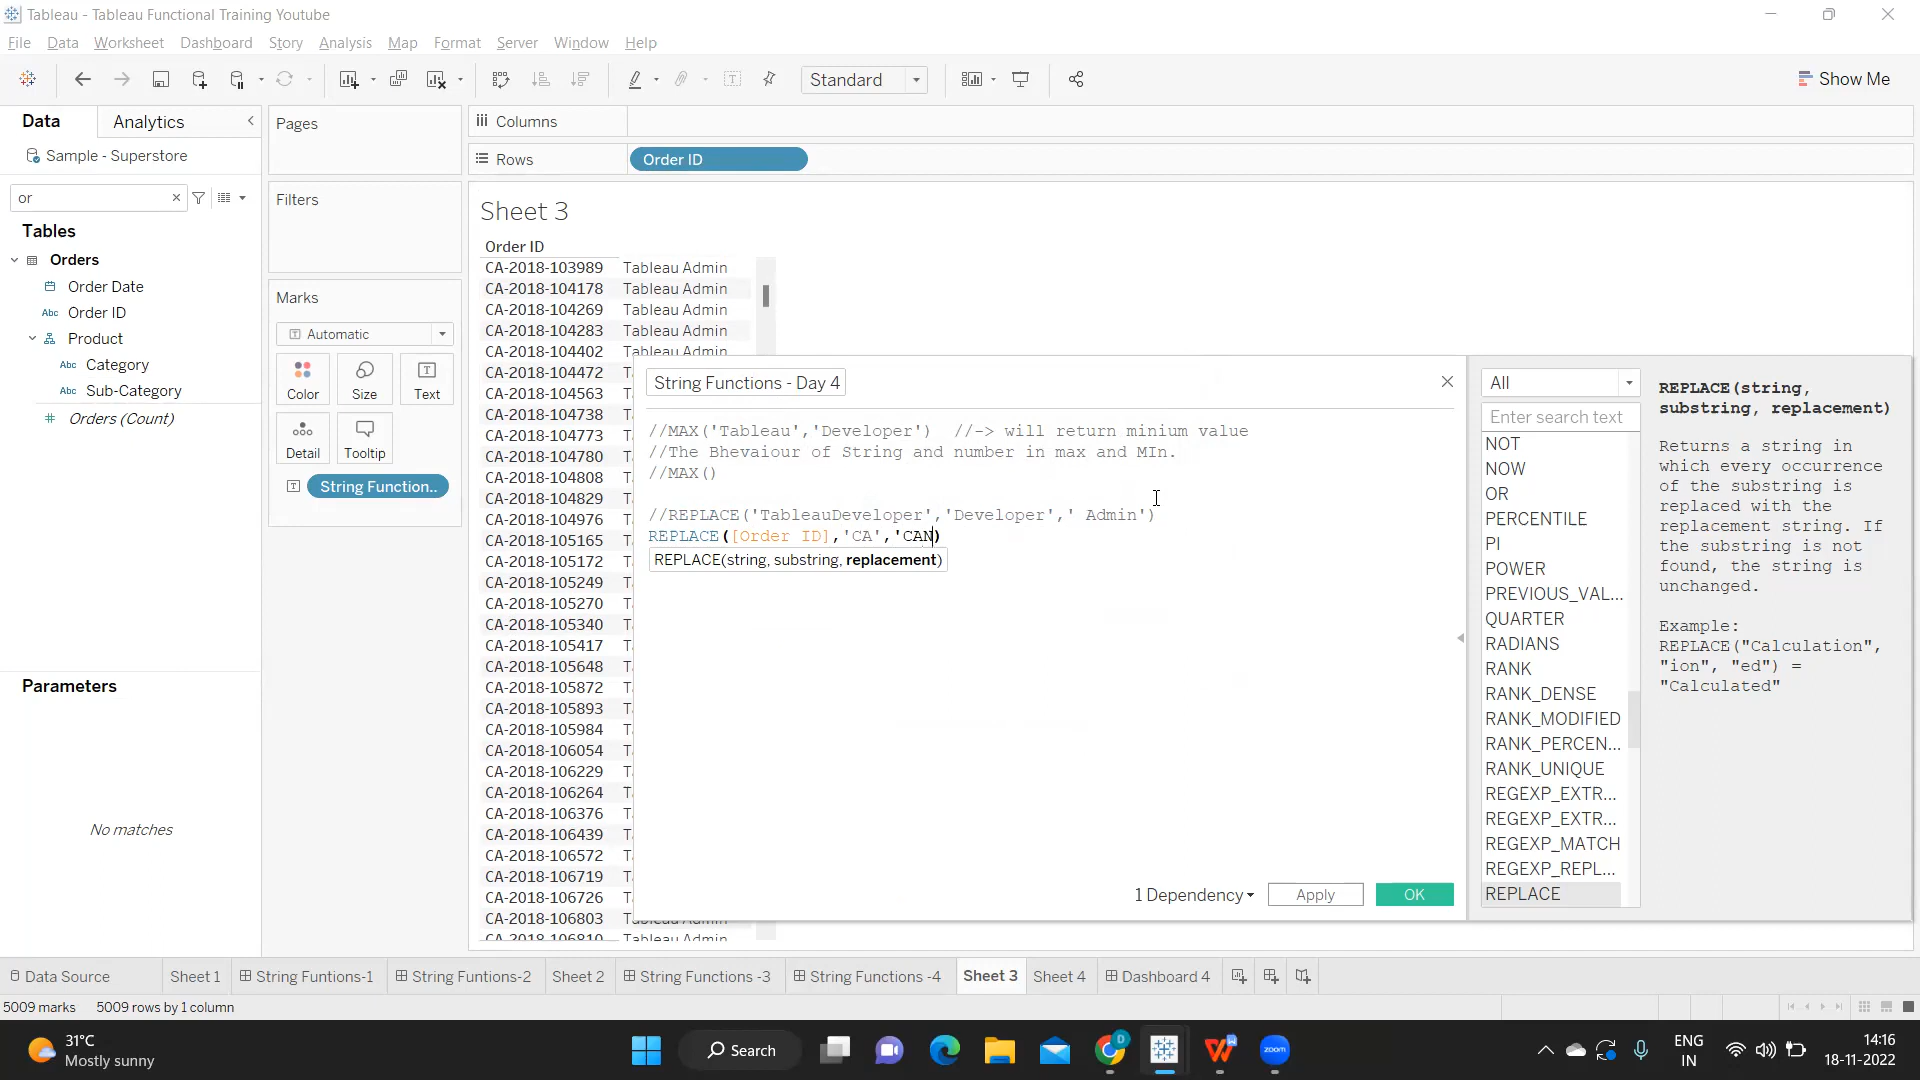 Tableau - Tableau Functional Training Youtube
File Data Worksheet Dashboard Story Analysis Map Format Server Window Help
Standard
Show Me
Data Analytics
Pages
Columns
Sample - Superstore
Rows Order ID
or
Filters
Sheet 3
Tables
Orders
Order Date
Order ID
Product
Category
Sub-Category
Orders (Count)
Marks
Automatic
Color Size Text
Detail Tooltip
String Function..
Parameters
No matches
Order ID
CA-2018-103989 Tableau Admin
CA-2018-104178 Tableau Admin
CA-2018-104269 Tableau Admin
CA-2018-104283 Tableau Admin
CA-2018-104402 Tableau Admin
CA-2018-104472 T
CA-2018-104563 T
CA-2018-104738 T
CA-2018-104773 T
CA-2018-104780 T
CA-2018-104808 T
CA-2018-104829 T
CA-2018-104976 T
CA-2018-105165 T
CA-2018-105172 T
CA-2018-105249 T
CA-2018-105270 T
CA-2018-105340 T
CA-2018-105417 T
CA-2018-105648 T
CA-2018-105872 T
CA-2018-105893 T
CA-2018-105984 T
CA-2018-106054 T
CA-2018-106229 T
CA-2018-106264 T
CA-2018-106376 T
CA-2018-106439 T
CA-2018-106572 T
CA-2018-106719 T
CA-2018-106726 T
CA-2018-106803 Tableau Admin
CA-2018-106810 Tableau Admin
String Functions - Day 4
//MAX('Tableau','Developer') //-> will return minium value
//The Bhevaiour of String and number in max and MIn.
//MAX()
//REPLACE('TableauDeveloper','Developer',' Admin')
REPLACE([Order ID],'CA','CAN)
REPLACE(string, substring, replacement)
1 Dependency Apply OK
All
Enter search text
NOT
NOW
OR
PERCENTILE
PI
POWER
PREVIOUS_VAL...
QUARTER
RADIANS
RANK
RANK_DENSE
RANK_MODIFIED
RANK_PERCEN...
RANK_UNIQUE
REGEXP_EXTR...
REGEXP_EXTR...
REGEXP_MATCH
REGEXP_REPL...
REPLACE
REPLACE(string,
substring, replacement)
Returns a string in
which every occurrence
of the substring is
replaced with the
replacement string. If
the substring is not
found, the string is
unchanged.
Example:
REPLACE("Calculation",
"ion", "ed") =
"Calculated"
Data Source Sheet 1 String Funtions-1 String Funtions-2 Sheet 2 String Functions -3 String Functions -4 Sheet 3 Sheet 4 Dashboard 4
5009 marks 5009 rows by 1 column
31°C
Mostly sunny
Search
zoom
ENG
IN
14:16
18-11-2022